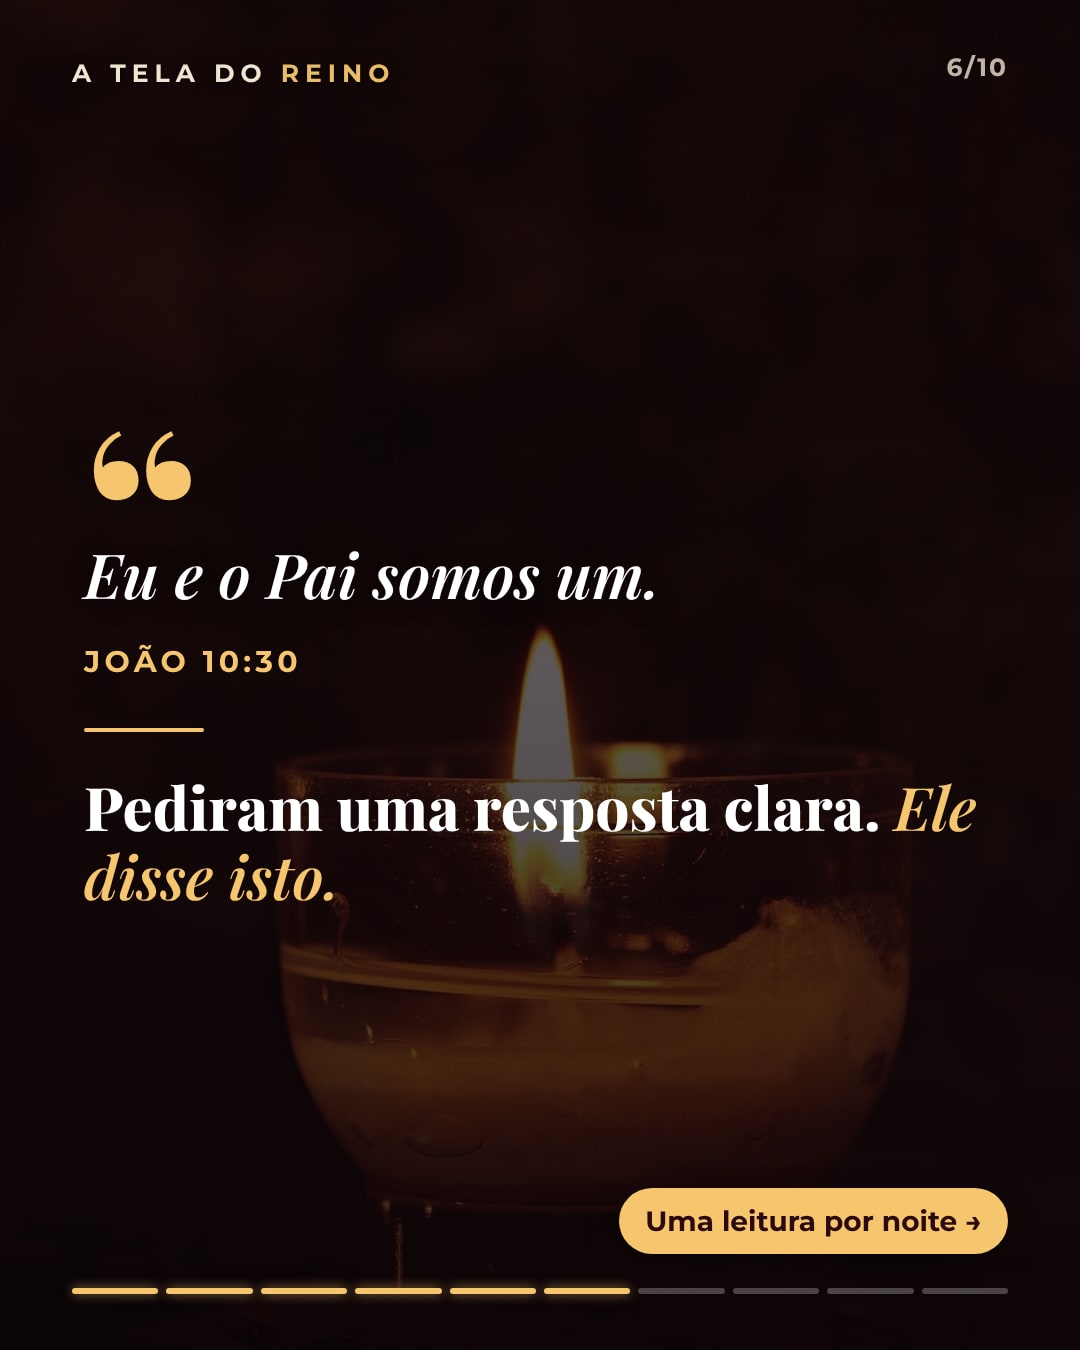 A TELA DO REINO
6/10
“
Eu e o Pai somos um.
JOÃO 10:30
Pediram uma resposta clara. Ele
disse isto.
Uma leitura por noite →